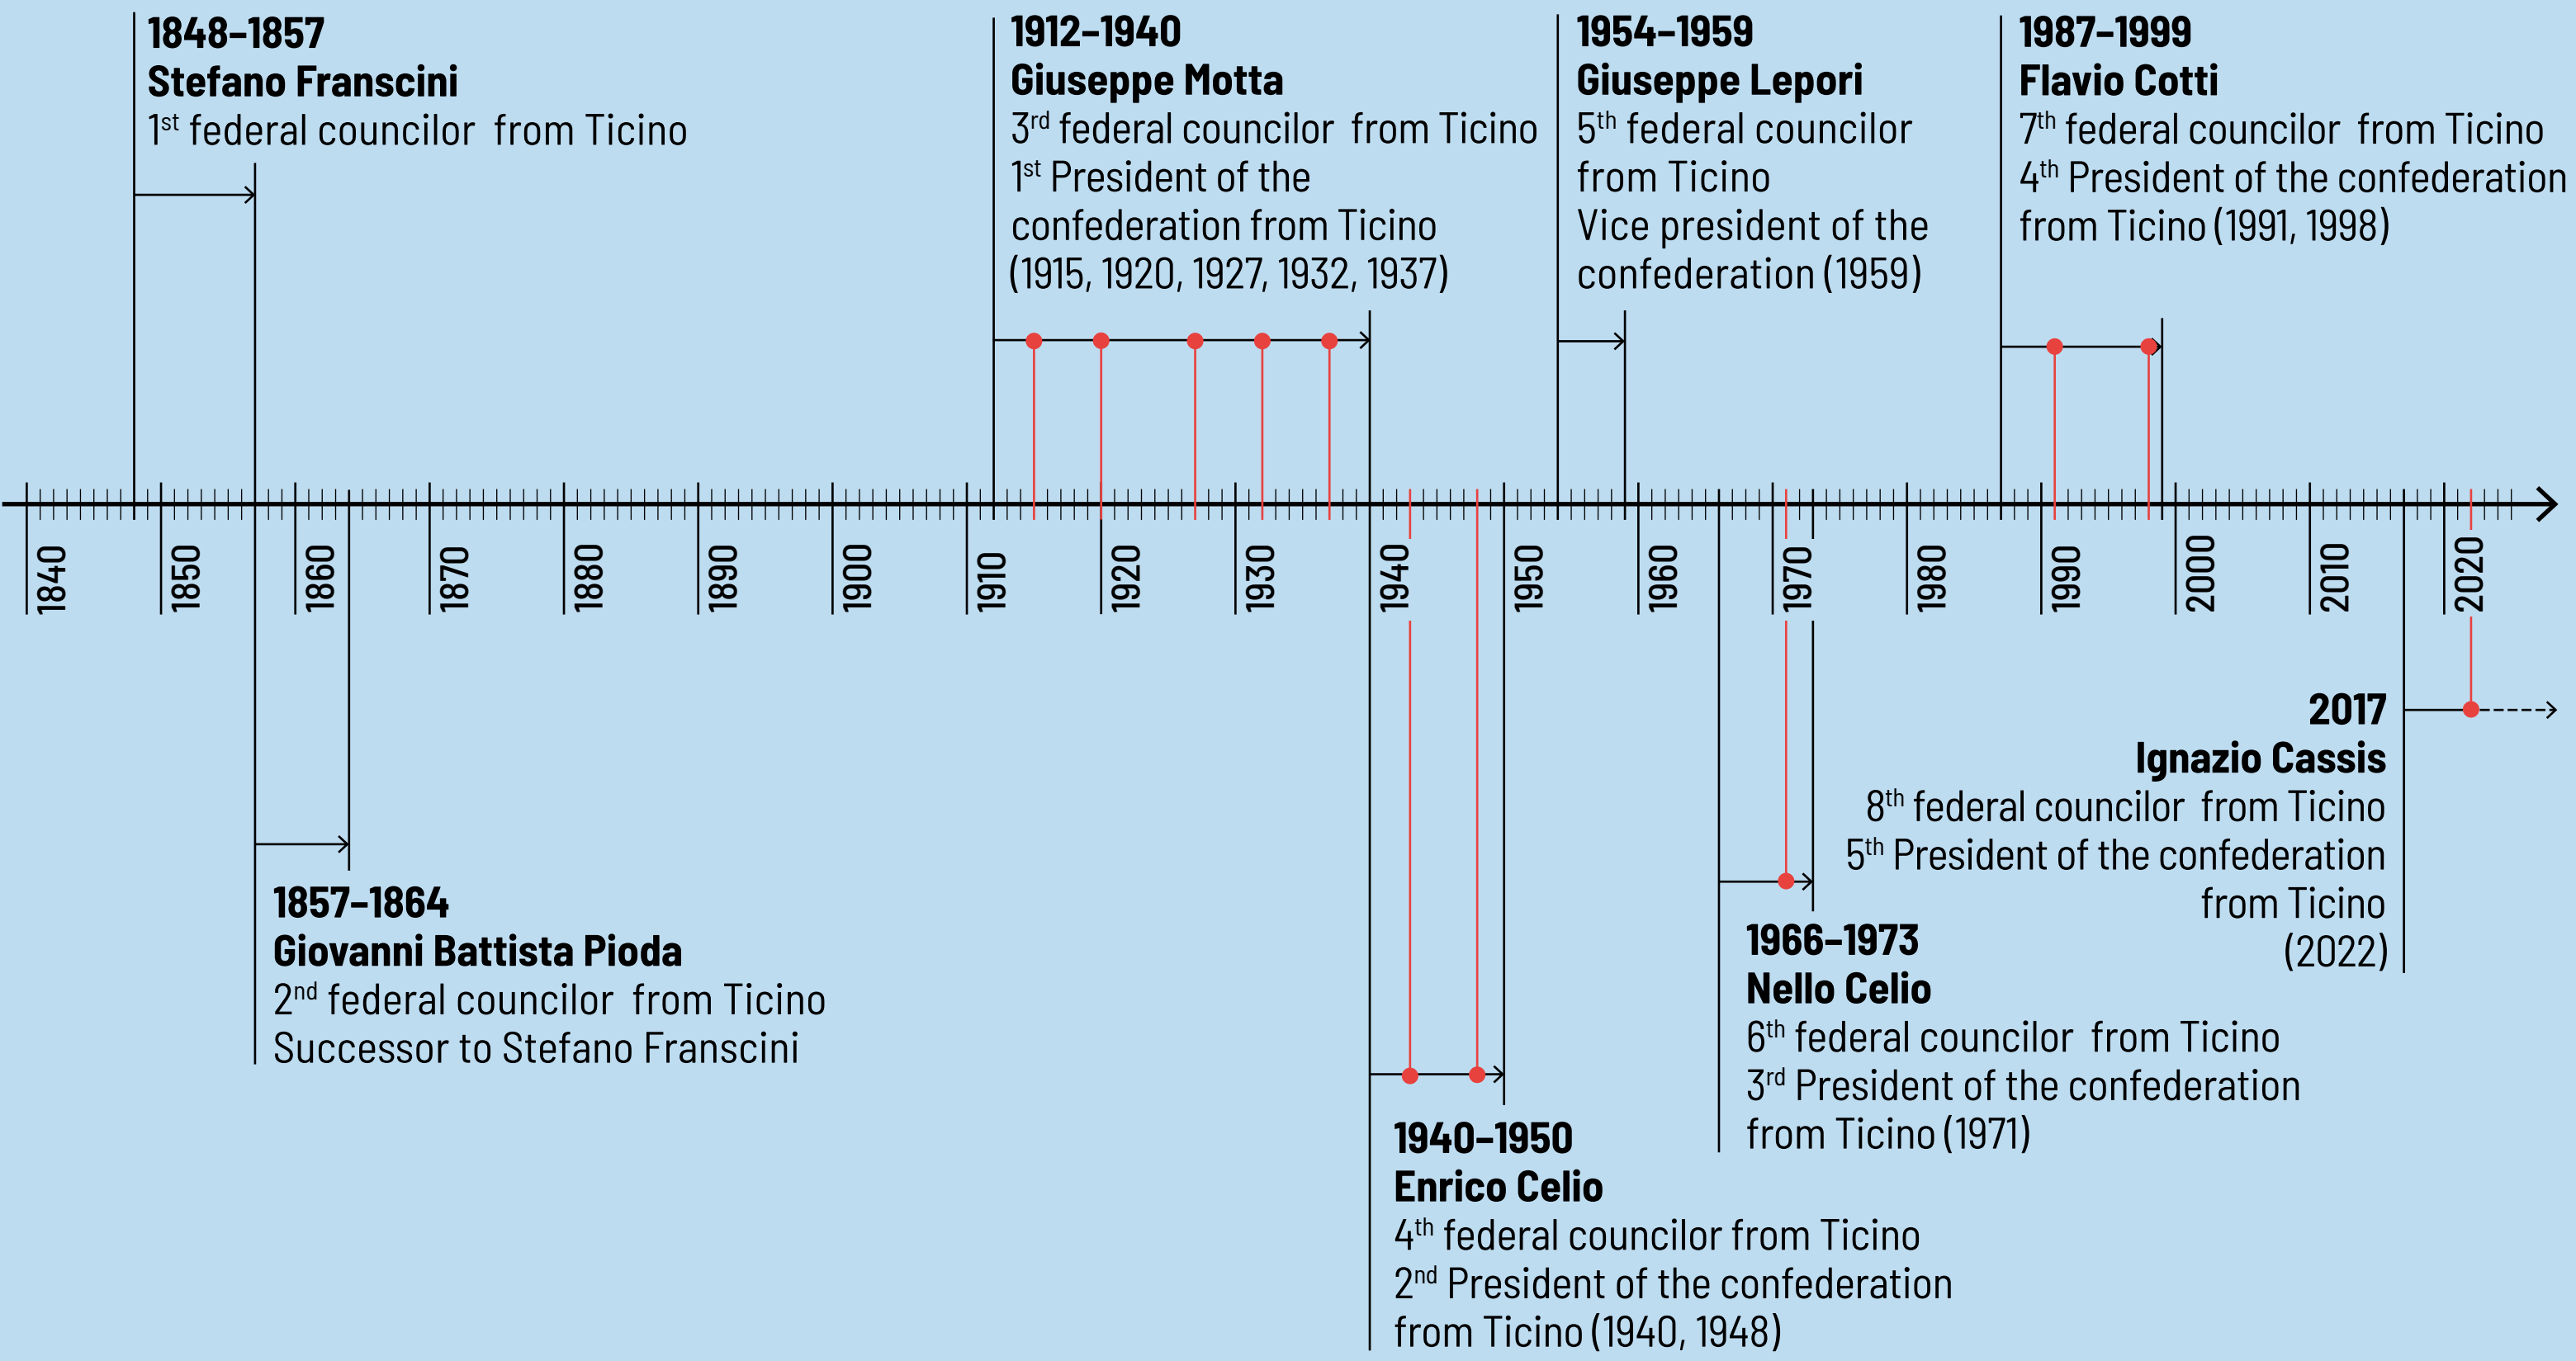 1848–1857
Stefano Franscini
1st federal councilor from Ticino
1912–1940
Giuseppe Motta
3rd federal councilor from Ticino
1st President of the
confederation from Ticino
(1915, 1920, 1927, 1932, 1937)
1954–1959
Giuseppe Lepori
5th federal councilor
from Ticino
Vice president of the
confederation (1959)
1987–1999
Flavio Cotti
7th federal councilor from Ticino
4th President of the confederation
from Ticino (1991, 1998)
1840
1850
1860
1870
1880
1890
1900
1910
1920
1930
1940
1950
1960
1970
1980
1990
2000
2010
2020
1857–1864
Giovanni Battista Pioda
2nd federal councilor from Ticino
Successor to Stefano Franscini
1940–1950
Enrico Celio
4th federal councilor from Ticino
2nd President of the confederation
from Ticino (1940, 1948)
1966–1973
Nello Celio
6th federal councilor from Ticino
3rd President of the confederation
from Ticino (1971)
2017
Ignazio Cassis
8th federal councilor from Ticino
5th President of the confederation
from Ticino
(2022)